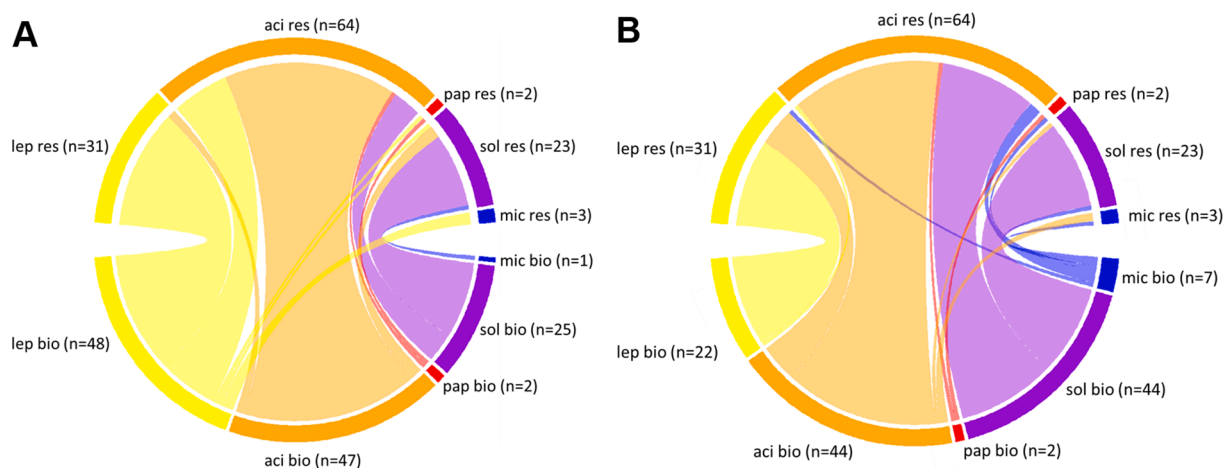 A
aci res (n=64)
pap res (n=2)
lep res (n=31)
sol res (n=23)
mic res (n=3)
mic bio (n=1)
lep bio (n=48)
sol bio (n=25)
pap bio (n=2)
aci bio (n=47)
B
aci res (n=64)
pap res (n=2)
lep res (n=31)
sol res (n=23)
mic res (n=3)
mic bio (n=7)
lep bio (n=22)
sol bio (n=44)
aci bio (n=44)
pap bio (n=2)